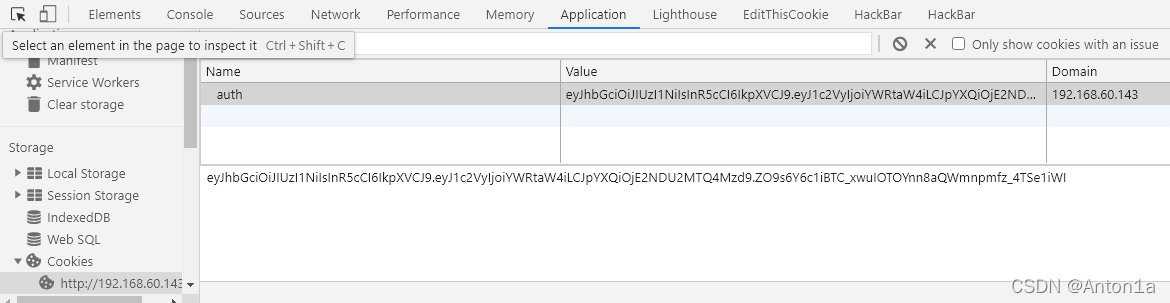 Elements Console Sources Network Performance Memory Application Lighthouse EditThisCookie HackBar HackBar
Select an element in the page to inspect it Ctrl + Shift + C
Only show cookies with an issue
Manifest
Service Workers
Clear storage
Storage
Local Storage
Session Storage
IndexedDB
Web SQL
Cookies
http://192.168.60.143
Name Value Domain
auth eyJhbGciOiJIUzI1NiIsInR5cCI6IkpXVCJ9.eyJ1c2VyIjoiYWRtaW4iLCJpYXQiOjE2ND... 192.168.60.143
eyJhbGciOiJIUzI1NiIsInR5cCI6IkpXVCJ9.eyJ1c2VyIjoiYWRtaW4iLCJpYXQiOjE2NDU2MTQ4Mzd9.ZO9s6Y6c1iBTC_xwuIOTOYnn8aQWmnpmfz_4TSe1iWI
CSDN @Anton1a